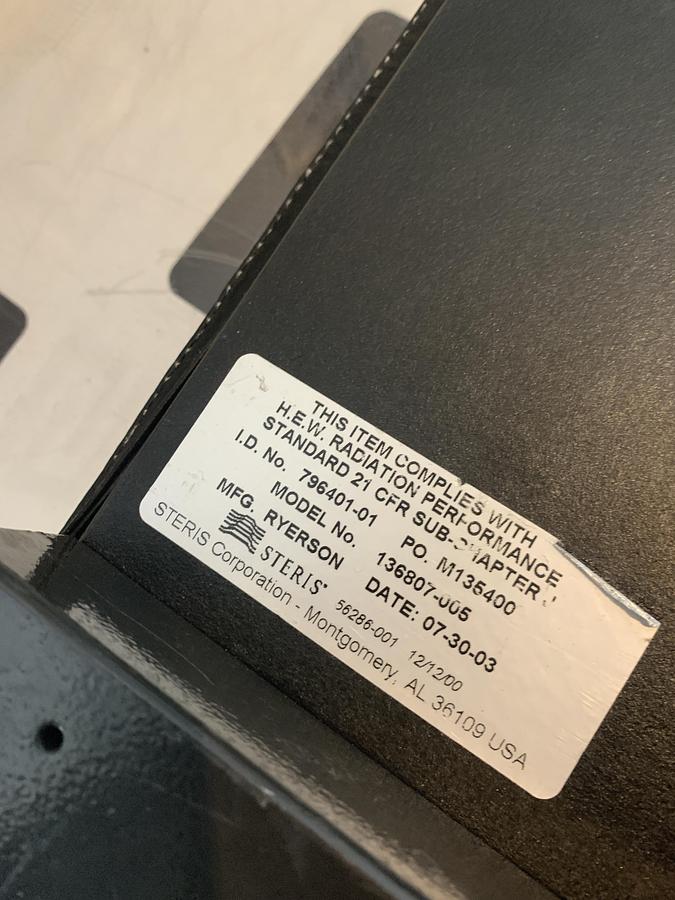 THIS ITEM COMPLIES WITH
H.E.W. RADIATION PERFORMANCE
STANDARD 21 CFR SUB-CHAPTER J
I.D. No. 796401-01 PO. M135400
MODEL No. 136807-005
MFG. RYERSON DATE: 07-30-03
STERIS® 56286-001 12/12/00
STERIS Corporation - Montgomery, AL 36109 USA